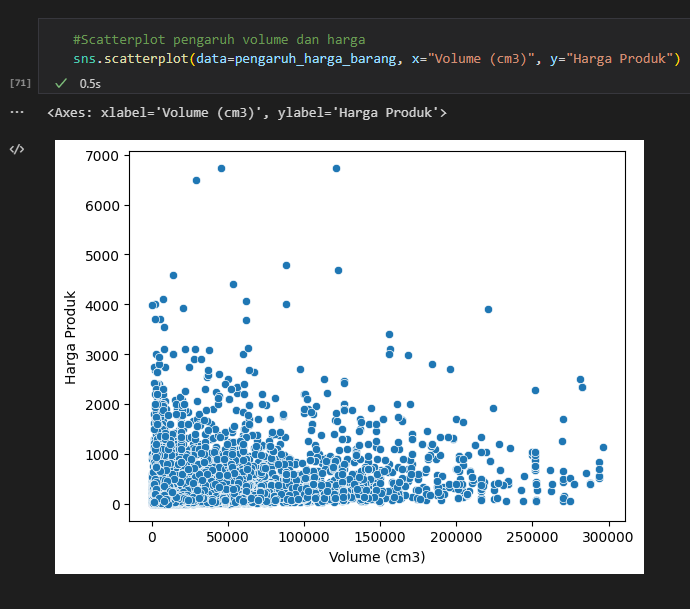 #Scatterplot pengaruh volume dan harga
sns.scatterplot(data=pengaruh_harga_barang, x="Volume (cm3)", y="Harga Produk")
[71]
0.5s
<Axes: xlabel='Volume (cm3)', ylabel='Harga Produk'>
7000
6000
5000
4000
3000
2000
1000
0
Harga Produk
0 50000 100000 150000 200000 250000 300000
Volume (cm3)